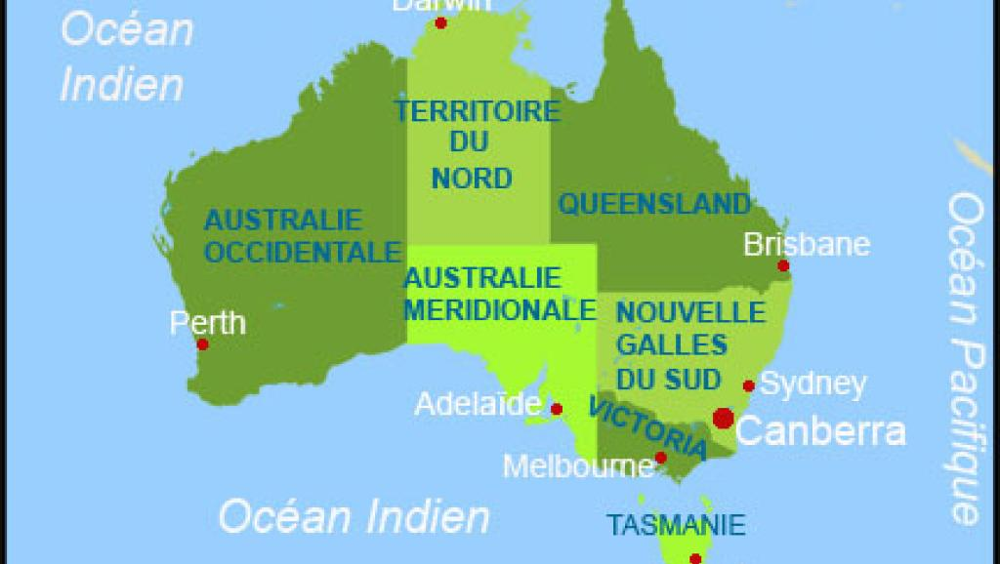 Darwin
Océan
Indien
TERRITOIRE
DU
NORD
QUEENSLAND
AUSTRALIE
OCCIDENTALE
Brisbane
AUSTRALIE
MERIDIONALE
NOUVELLE
GALLES
DU SUD
Perth
Sydney
Adelaïde
VICTORIA
Canberra
Melbourne
Océan Pacifique
Océan Indien
TASMANIE